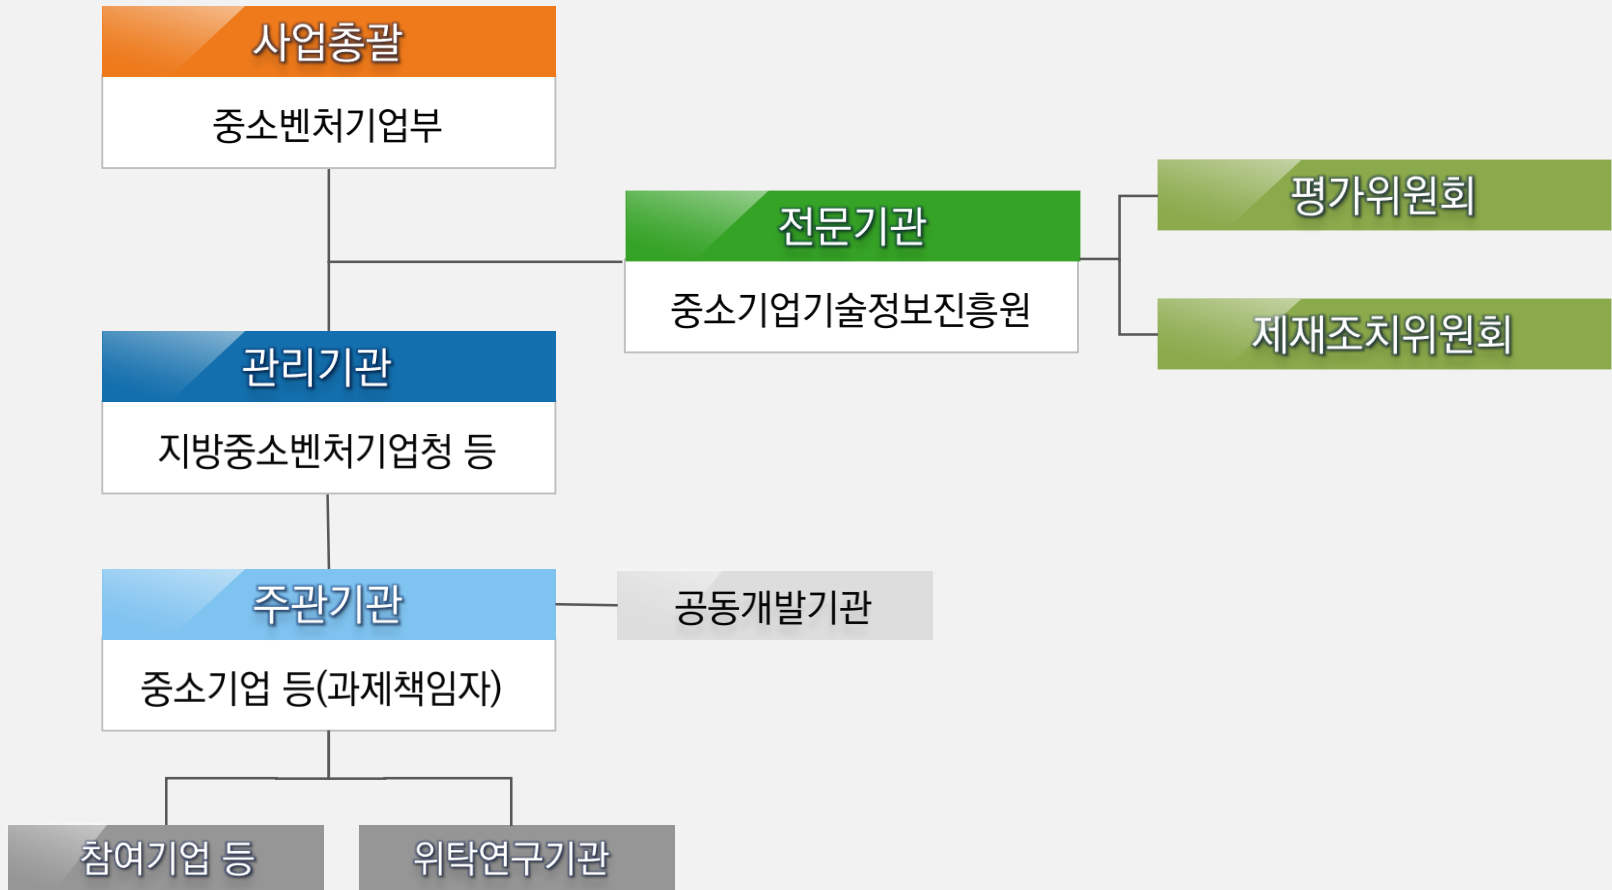 사업총괄
중소벤처기업부
전문기관
중소기업기술정보진흥원
평가위원회
제재조치위원회
관리기관
지방중소벤처기업청 등
주관기관
중소기업 등(과제책임자)
공동개발기관
참여기업 등
위탁연구기관